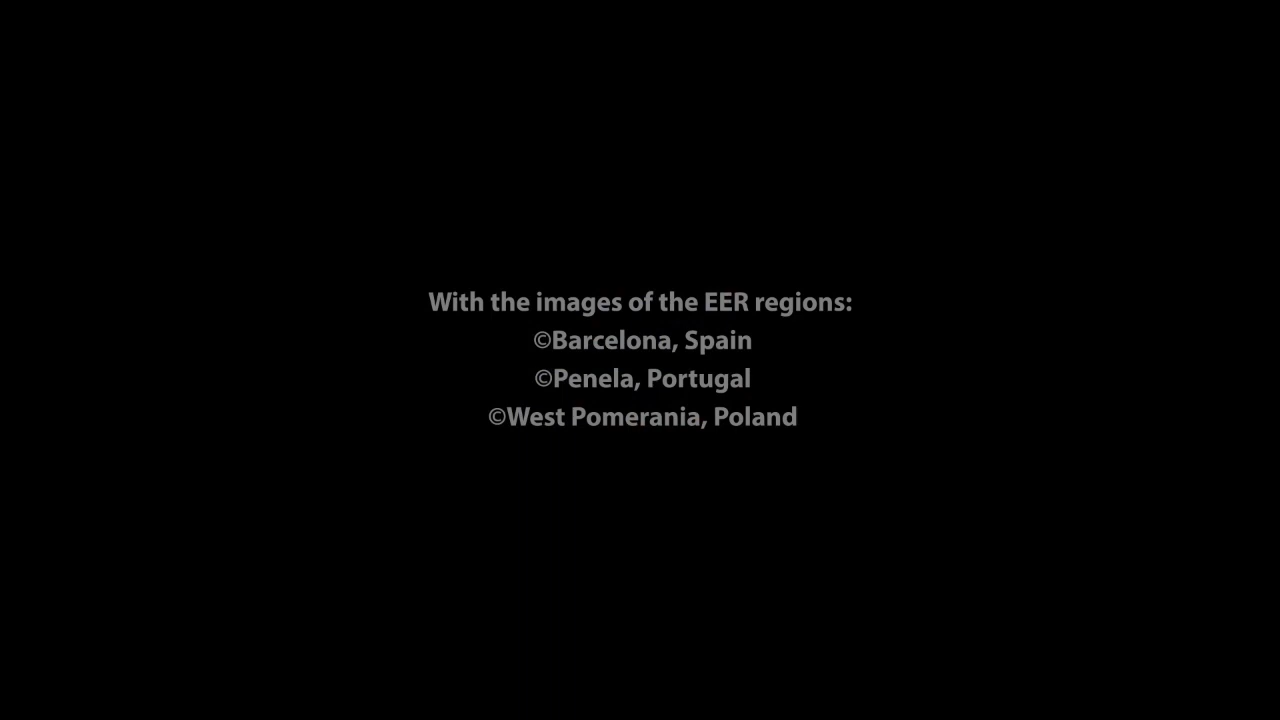 With the images of the EER regions:
©Barcelona, Spain
©Penela, Portugal
©West Pomerania, Poland